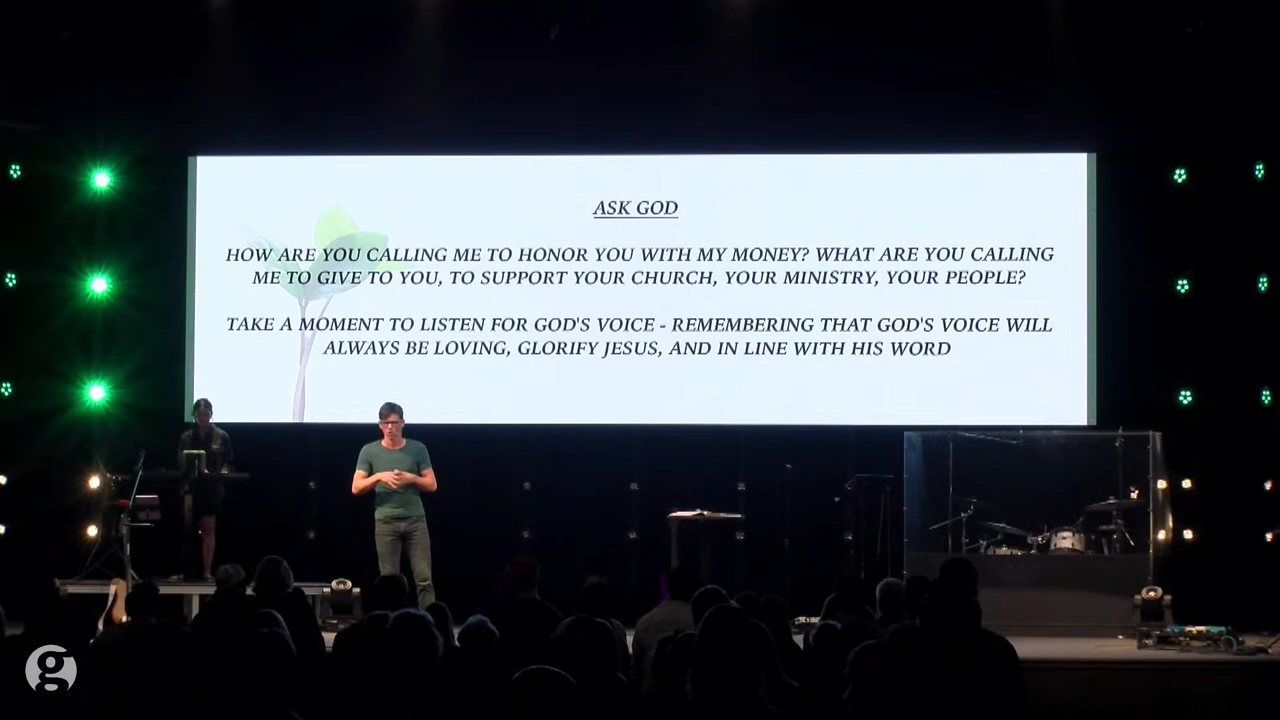 ASK GOD
HOW ARE YOU CALLING ME TO HONOR YOU WITH MY MONEY? WHAT ARE YOU CALLING
ME TO GIVE TO YOU, TO SUPPORT YOUR CHURCH, YOUR MINISTRY, YOUR PEOPLE?
TAKE A MOMENT TO LISTEN FOR GOD'S VOICE - REMEMBERING THAT GOD'S VOICE WILL
ALWAYS BE LOVING, GLORIFY JESUS, AND IN LINE WITH HIS WORD
g